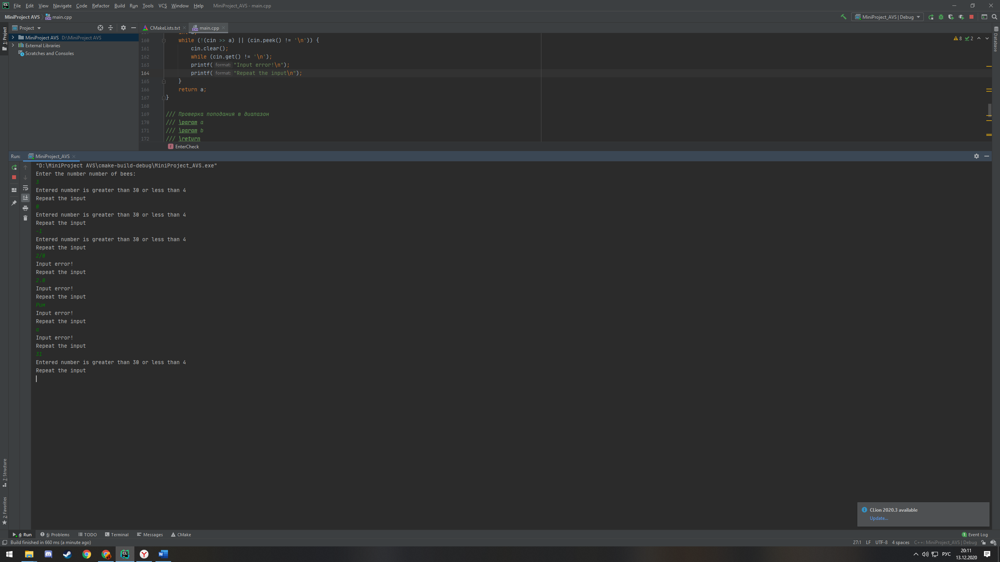 CL File Edit View Navigate Code Refactor Build Run Tools VCS Window Help MiniProject_AVS - main.cpp
MiniProject AVS main.cpp MiniProject_AVS | Debug
Project CMakeLists.txt main.cpp
1: Project
Database
MiniProject AVS D:\MiniProject AVS
External Libraries
Scratches and Consoles
8 2
160 while (!(cin >> a) || (cin.peek() != '\n')) {
161 cin.clear();
162 while (cin.get() != '\n');
163 printf( format: "Input error!\n");
164 printf( format: "Repeat the input\n");
165 }
166 return a;
167 }
168
169 /// Проверка поподания в диапазон
170 /// \param a
171 /// \param b
172 /// \return
f EnterCheck
Run: MiniProject_AVS
"D:\MiniProject AVS\cmake-build-debug\MiniProject_AVS.exe"
Enter the number number of bees:
3
Entered number is greater than 30 or less than 4
Repeat the input
0
Entered number is greater than 30 or less than 4
Repeat the input
-1
Entered number is greater than 30 or less than 4
Repeat the input
2/0
Input error!
Repeat the input
2.0
Input error!
Repeat the input
Рим
Input error!
Repeat the input
a
Input error!
Repeat the input
31
Entered number is greater than 30 or less than 4
Repeat the input
7: Structure
2: Favorites
CLion 2020.3 available
Update...
4: Run 6: Problems TODO Terminal Messages CMake 1 Event Log
Build finished in 660 ms (a minute ago) 27:1 LF UTF-8 4 spaces C++: MiniProject_AVS | Debug
РУС 20:11
13.12.2020